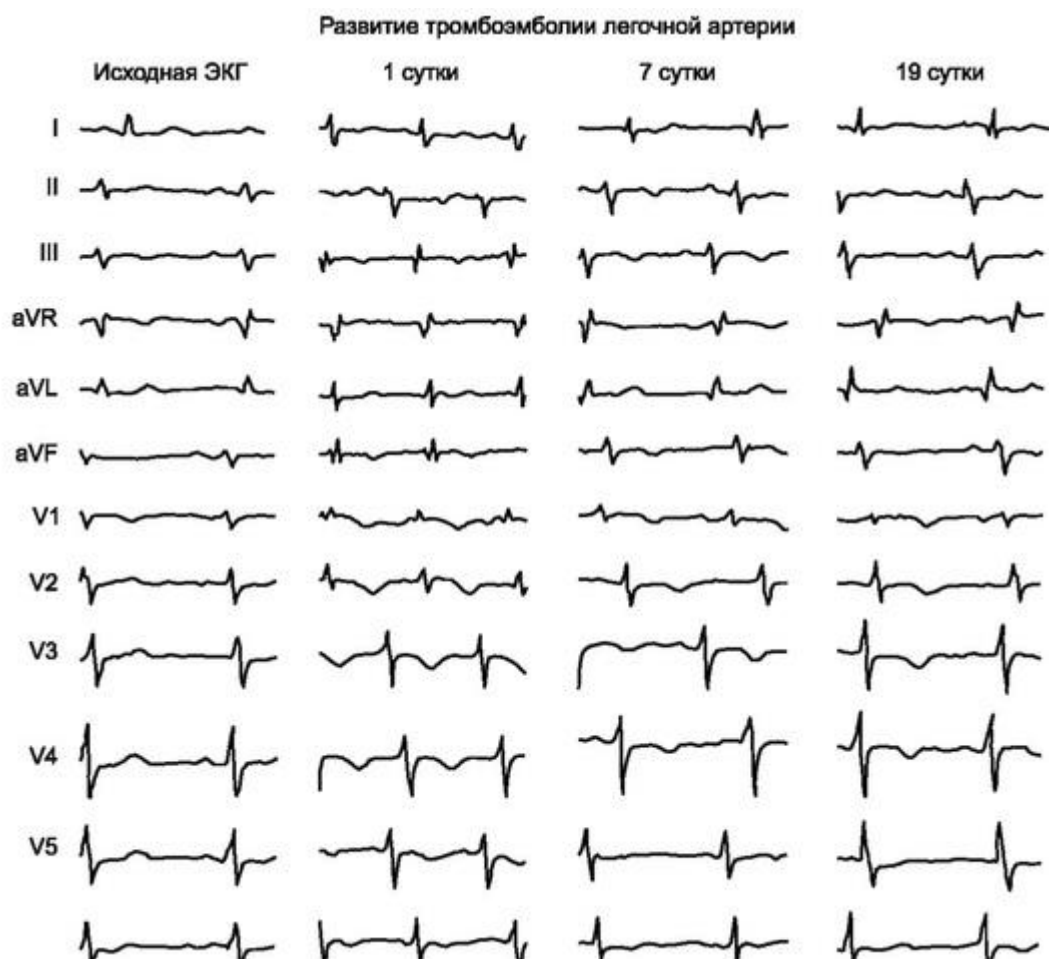 Развитие тромбоэмболии легочной артерии
Исходная ЭКГ 1 сутки 7 сутки 19 сутки
I
II
III
aVR
aVL
aVF
V1
V2
V3
V4
V5